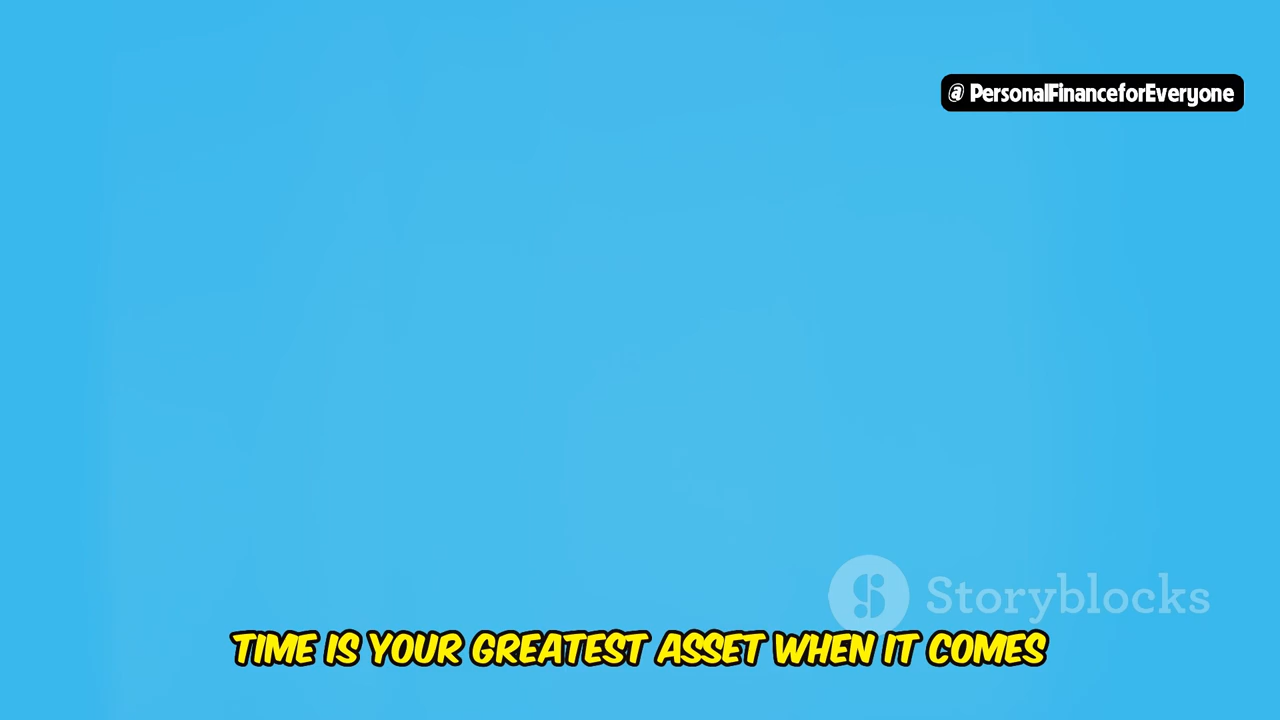 @ PersonalFinanceforEveryone
Storyblocks
TIME IS YOUR GREATEST ASSET WHEN IT COMES